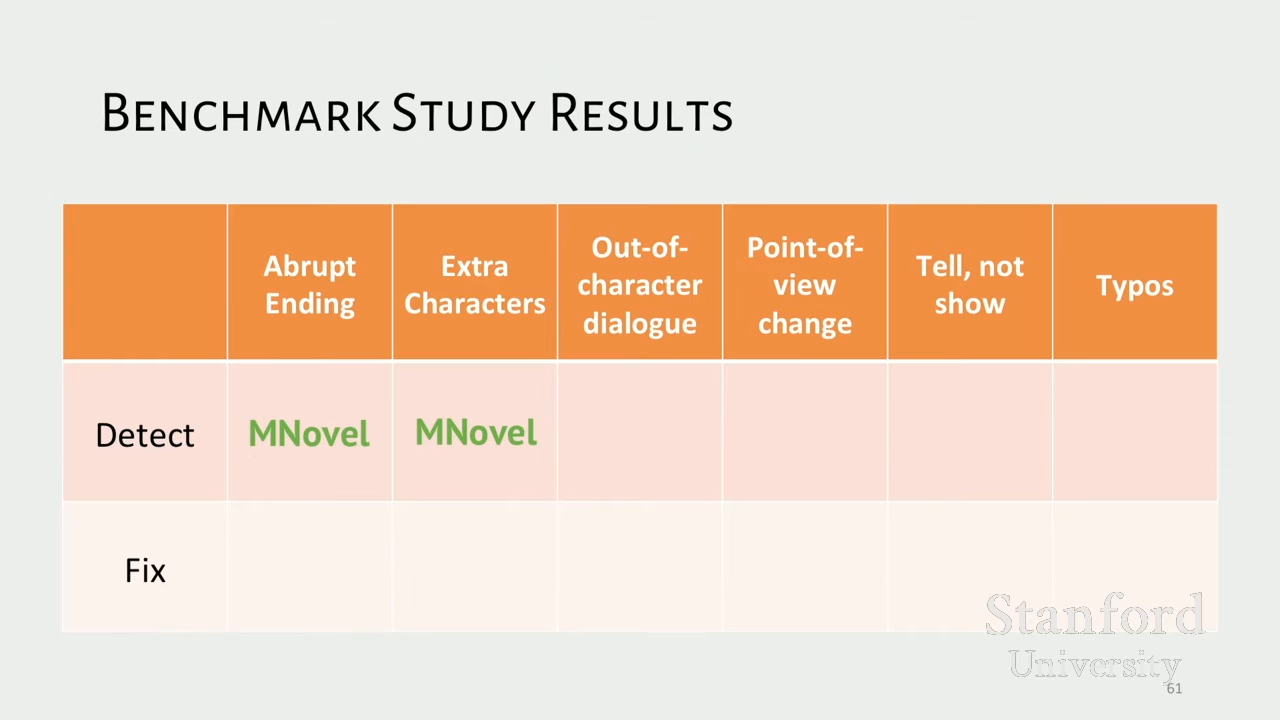 Benchmark Study Results
Abrupt
Ending
Extra
Characters
Out-of-
character
dialogue
Point-of-
view
change
Tell, not
show
Typos
Detect
MNovel
MNovel
Fix
Stanford
University
61